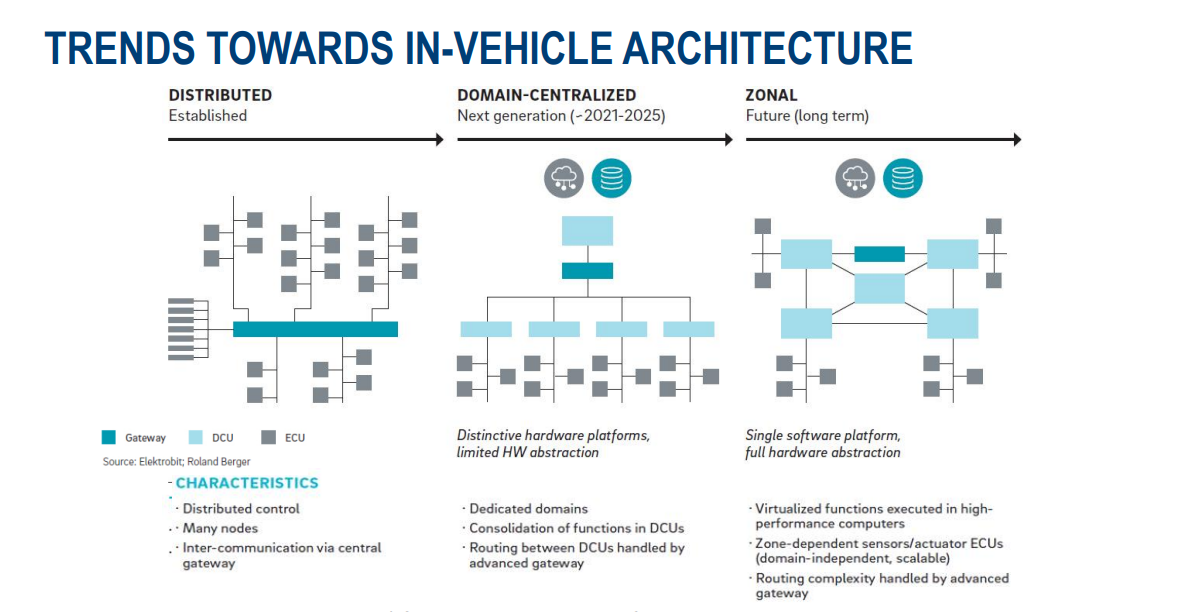 TRENDS TOWARDS IN-VEHICLE ARCHITECTURE
DISTRIBUTED
Established
DOMAIN-CENTRALIZED
Next generation (~2021-2025)
ZONAL
Future (long term)
Gateway
DCU
ECU
Source: Elektrobit; Roland Berger
Distinctive hardware platforms,
limited HW abstraction
Single software platform,
full hardware abstraction
- CHARACTERISTICS
· Distributed control
· Many nodes
· Inter-communication via central
gateway
· Dedicated domains
· Consolidation of functions in DCUs
· Routing between DCUs handled by
advanced gateway
· Virtualized functions executed in high-
performance computers
· Zone-dependent sensors/actuator ECUs
(domain-independent, scalable)
· Routing complexity handled by advanced
gateway